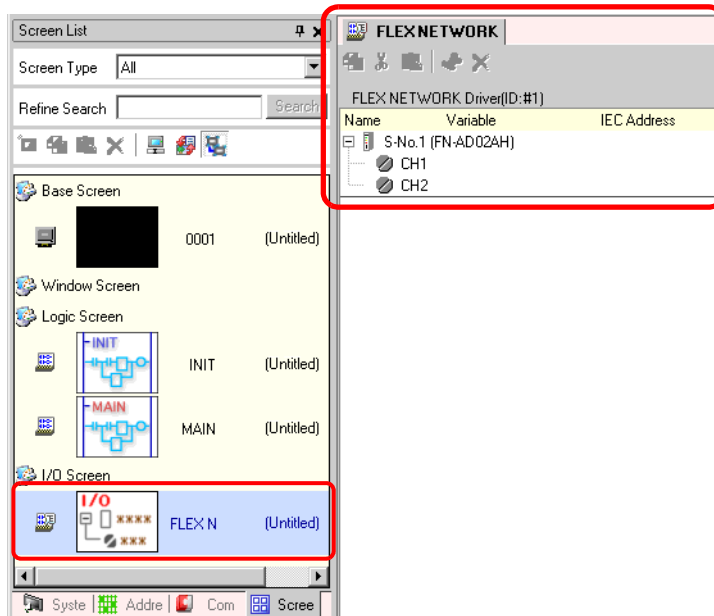 Screen List
Screen Type All
Refine Search Search
Base Screen
0001 (Untitled)
Window Screen
Logic Screen
INIT
INIT (Untitled)
MAIN
MAIN (Untitled)
I/O Screen
I/O
****
***
FLEX N (Untitled)
Syste Addre Com Scree
FLEX NETWORK
FLEX NETWORK Driver(ID:#1)
Name Variable IEC Address
S-No.1 (FN-AD02AH)
CH1
CH2